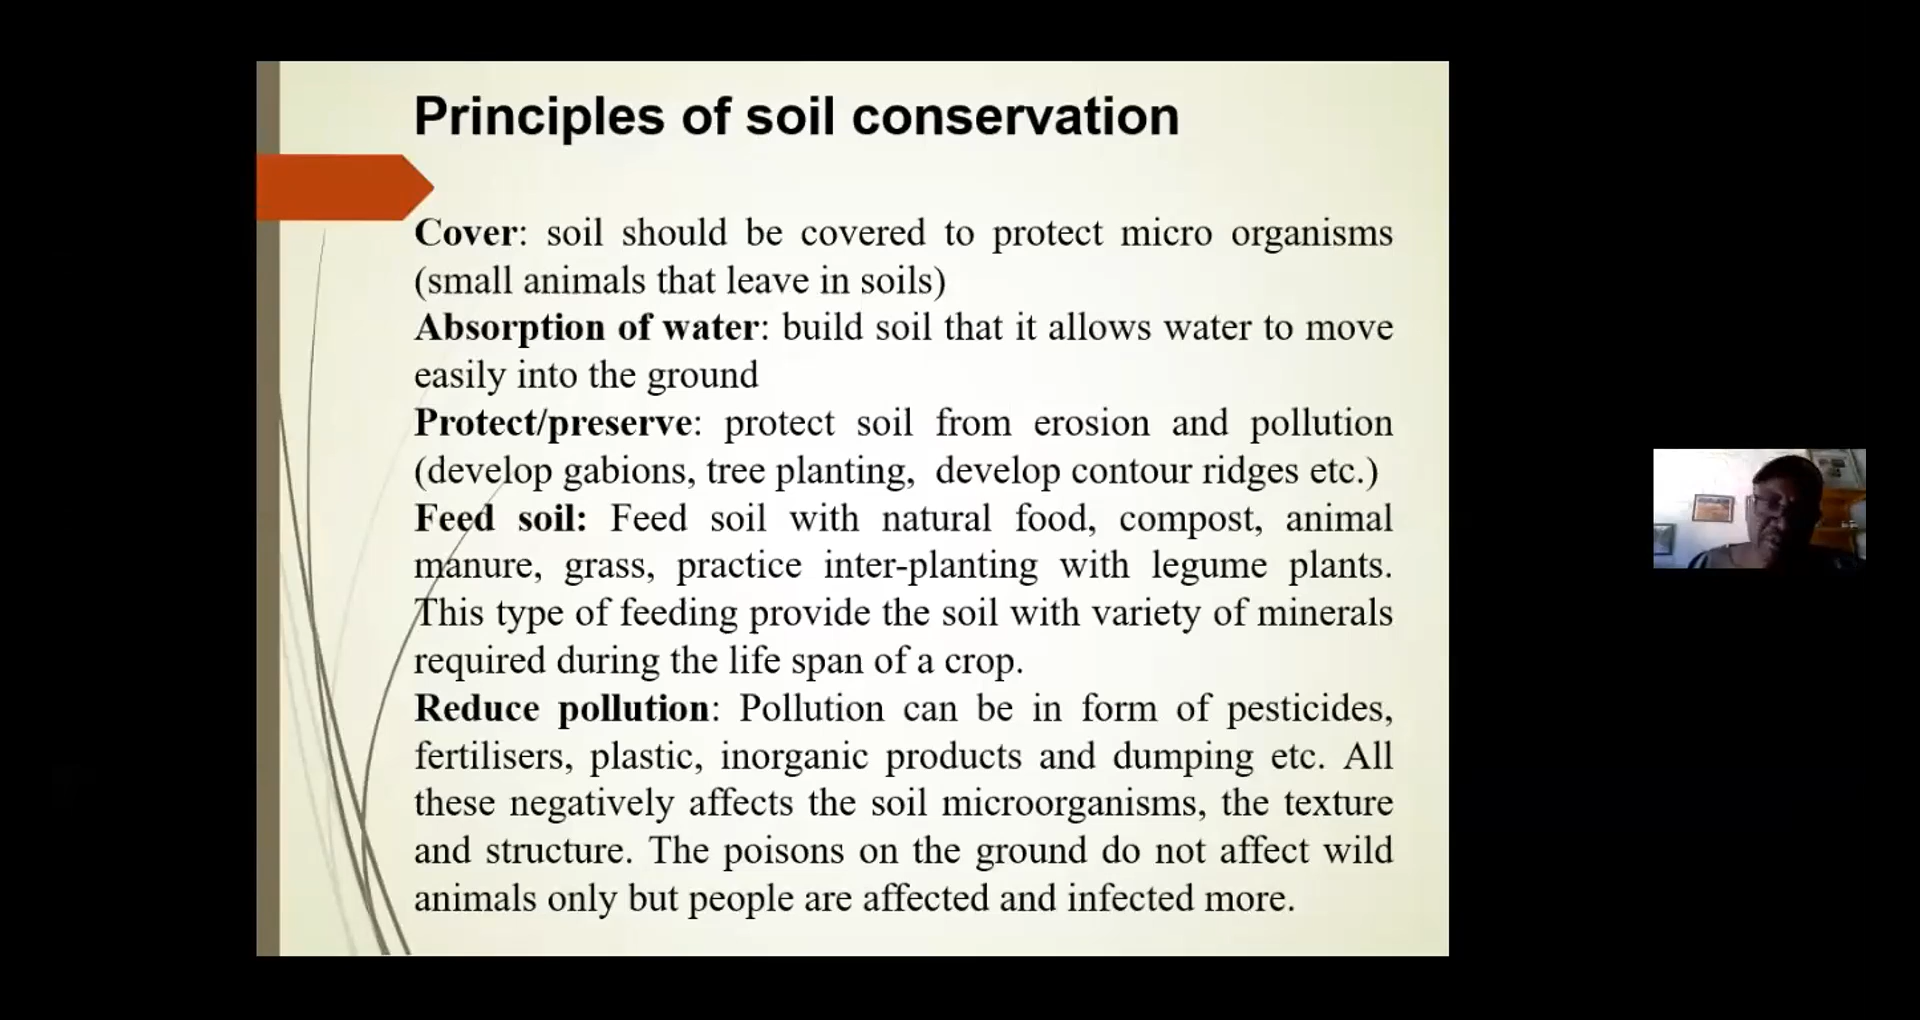 Principles of soil conservation
Cover: soil should be covered to protect micro organisms
(small animals that leave in soils)
Absorption of water: build soil that it allows water to move
easily into the ground
Protect/preserve: protect soil from erosion and pollution
(develop gabions, tree planting, develop contour ridges etc.)
Feed soil: Feed soil with natural food, compost, animal
manure, grass, practice inter-planting with legume plants.
This type of feeding provide the soil with variety of minerals
required during the life span of a crop.
Reduce pollution: Pollution can be in form of pesticides,
fertilisers, plastic, inorganic products and dumping etc. All
these negatively affects the soil microorganisms, the texture
and structure. The poisons on the ground do not affect wild
animals only but people are affected and infected more.